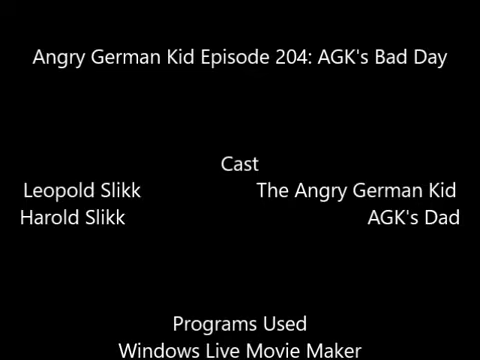 Angry German Kid Episode 204: AGK's Bad Day
Cast
Leopold Slikk The Angry German Kid
Harold Slikk AGK's Dad
Programs Used
Windows Live Movie Maker